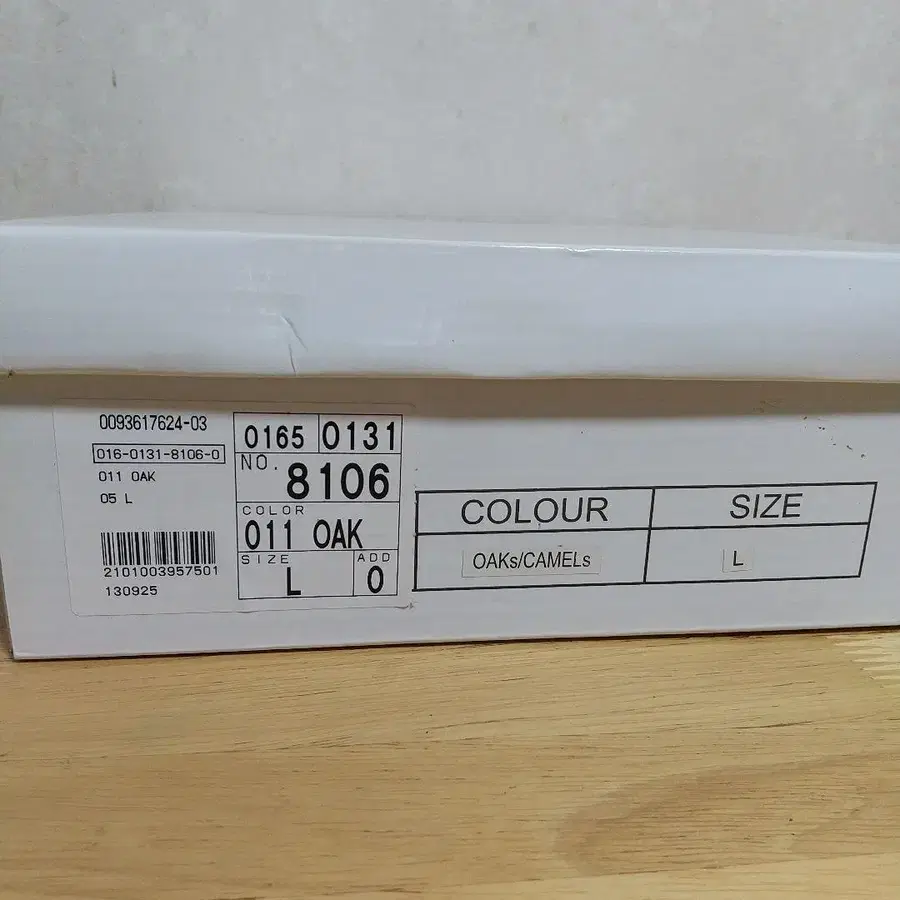 0093617624-03
016-0131-8106-0
011 OAK
05 L
2101003957501
130925
0165 0131
NO. 8106
COLOR
011 OAK
SIZE ADD
L 0
COLOUR SIZE
OAKs/CAMELs L